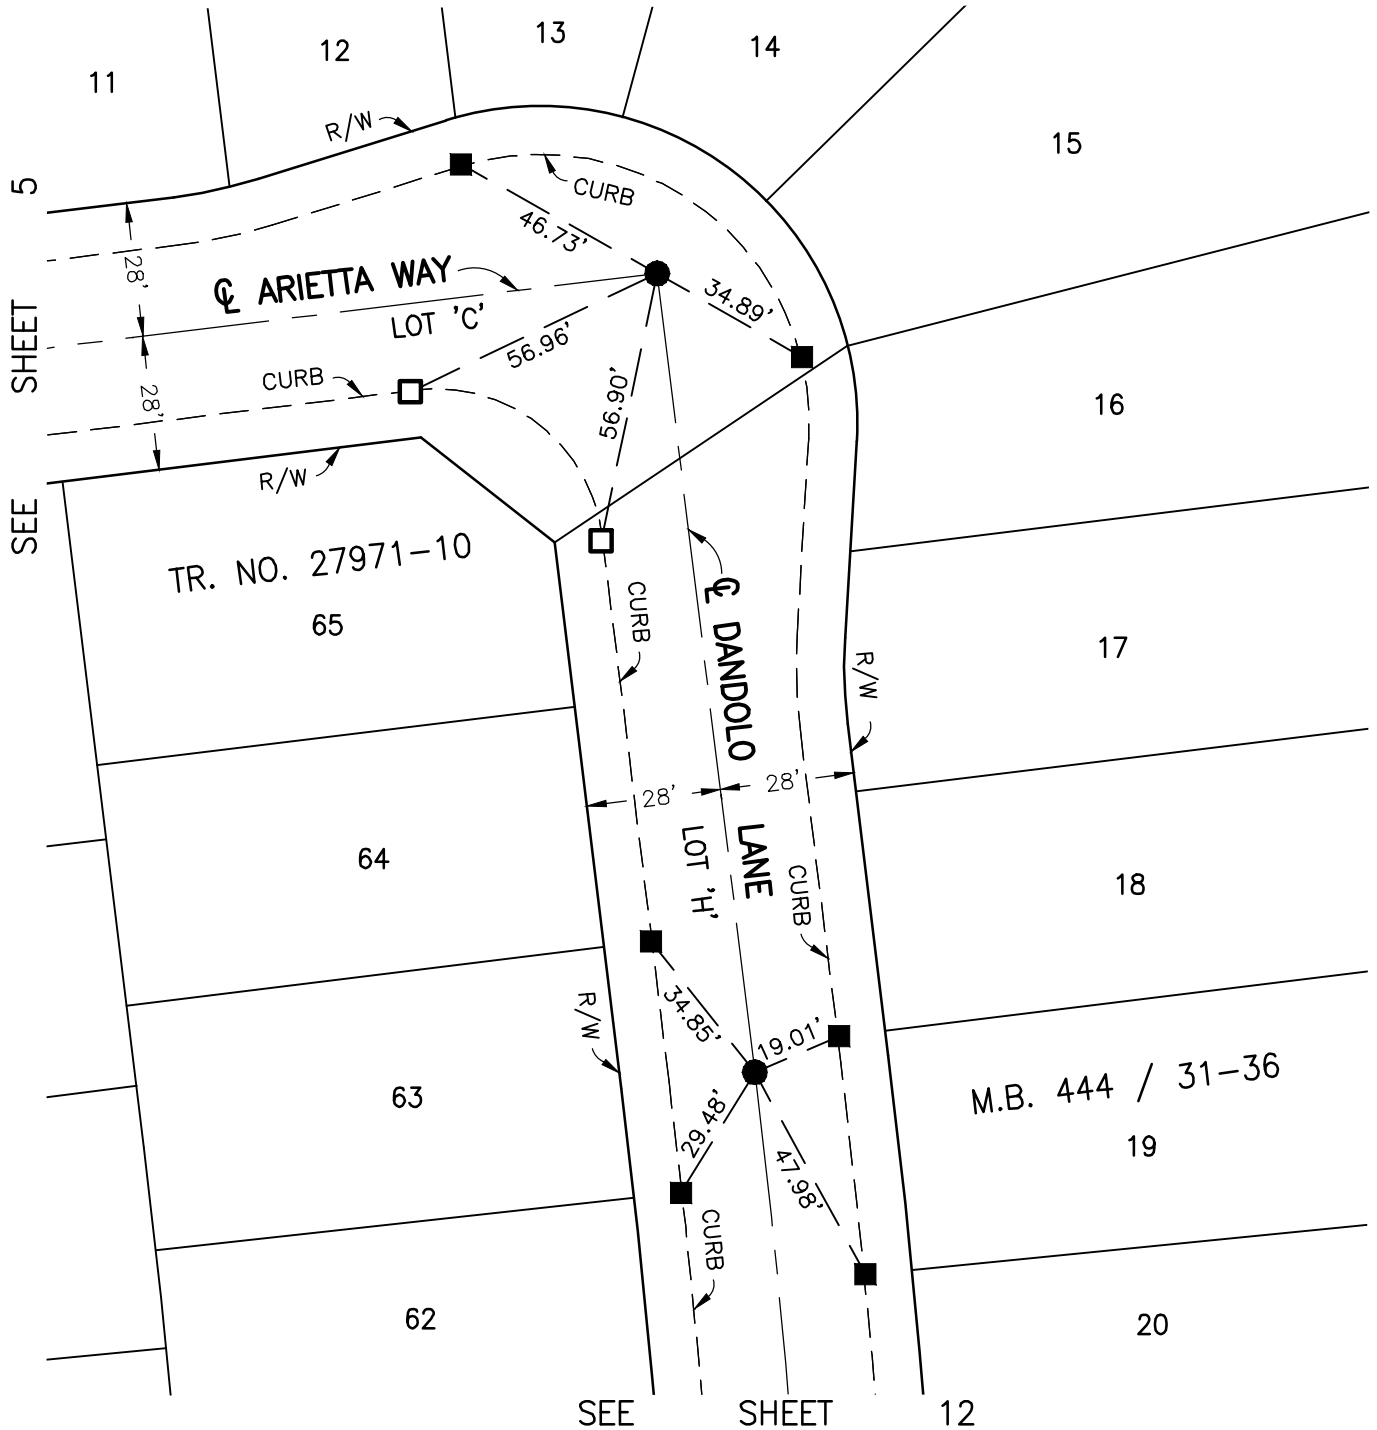 11
12
13
14
15
R/W
CURB
SEE SHEET 5
28'
28'
46.73'
34.89'
℄ ARIETTA WAY
LOT 'C'
56.96'
56.90'
CURB
R/W
16
TR. NO. 27971-10
65
CURB
℄ DANDOLO LANE
R/W
17
28'
28'
64
LOT 'H'
CURB
18
R/W
34.85'
19.01'
63
29.48'
47.98'
M.B. 444 / 31-36
19
CURB
62
20
SEE SHEET 12